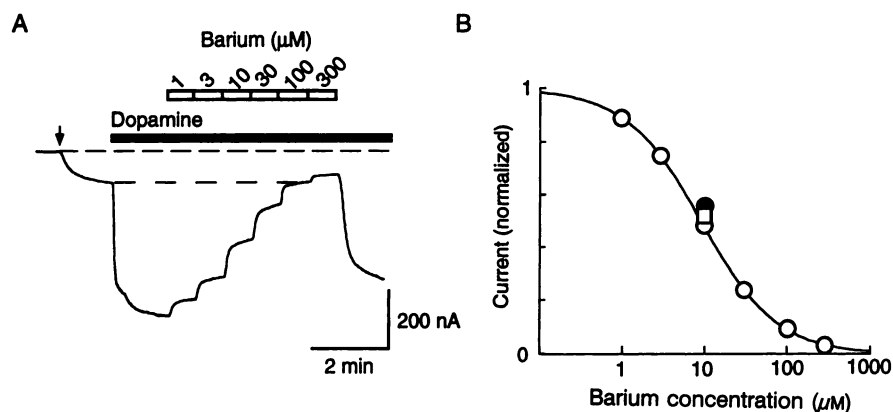 A
Barium (µM)
1 3 10 30 100 300
Dopamine
200 nA
2 min
B
Current (normalized)
1
0
1 10 100 1000
Barium concentration (µM)